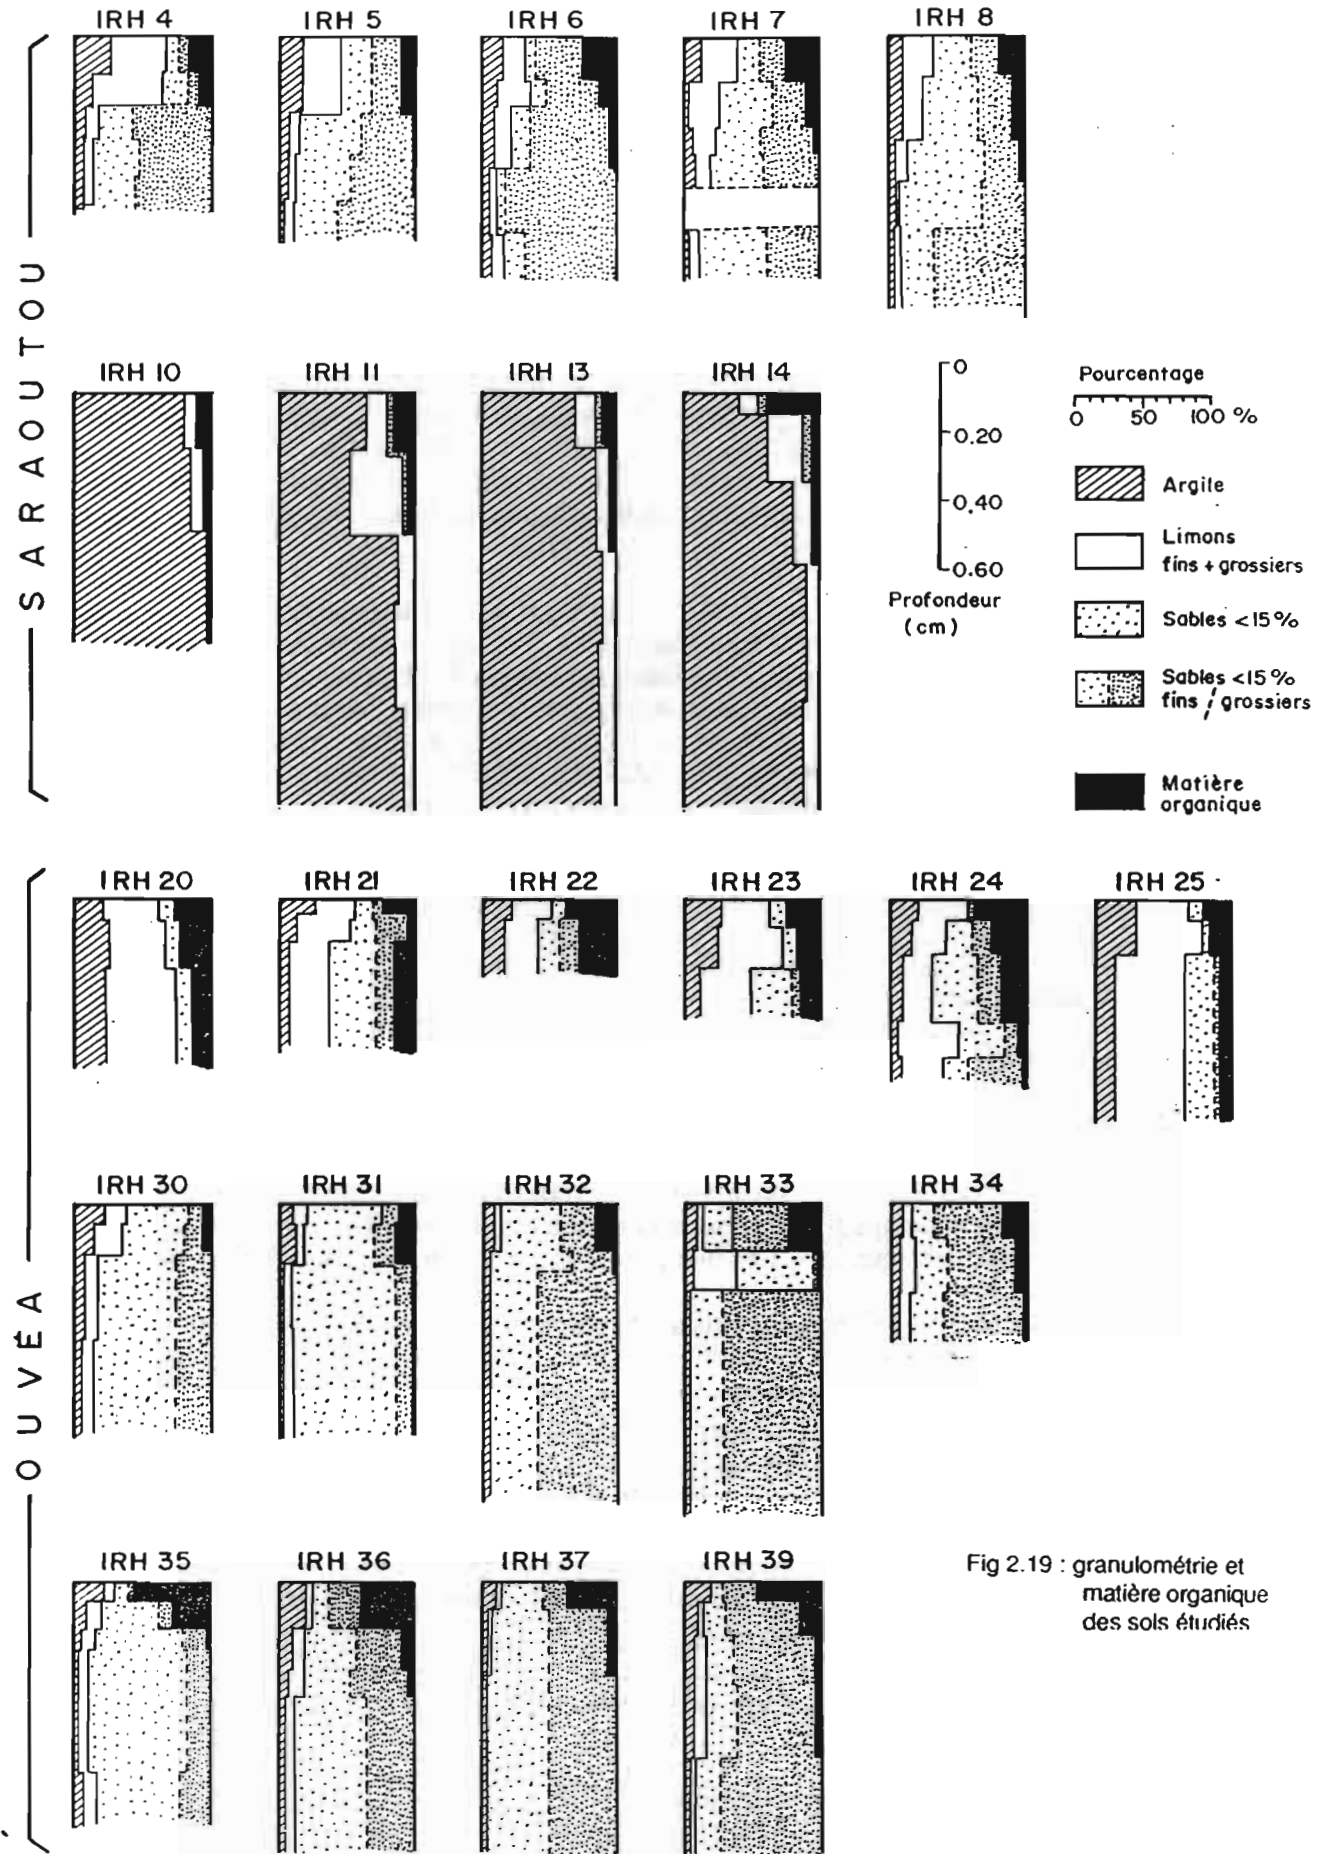 IRH 4
IRH 5
IRH 6
IRH 7
IRH 8
SARAOUTOU
IRH 10
IRH 11
IRH 13
IRH 14
0
0.20
0.40
0.60
Profondeur
(cm)
Pourcentage
0 50 100 %
Argile
Limons
fins + grossiers
Sables <15%
Sables <15%
fins / grossiers
Matière
organique
IRH 20
IRH 21
IRH 22
IRH 23
IRH 24
IRH 25
OUVÉA
IRH 30
IRH 31
IRH 32
IRH 33
IRH 34
IRH 35
IRH 36
IRH 37
IRH 39
Fig 2.19 : granulométrie et
matière organique
des sols étudiés